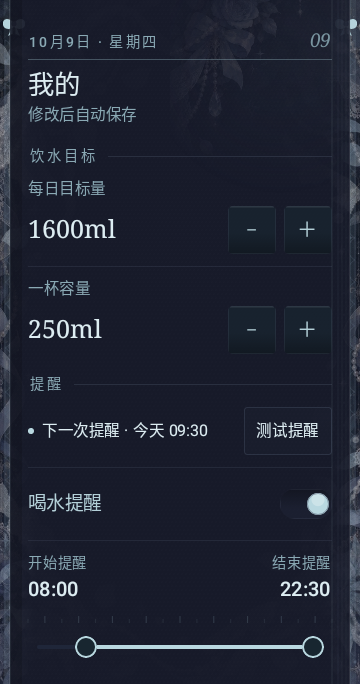 10月9日 · 星期四
09
我的
修改后自动保存
饮水目标
每日目标量
1600ml
- +
一杯容量
250ml
- +
提醒
下一次提醒 · 今天 09:30
测试提醒
喝水提醒
开始提醒 结束提醒
08:00 22:30